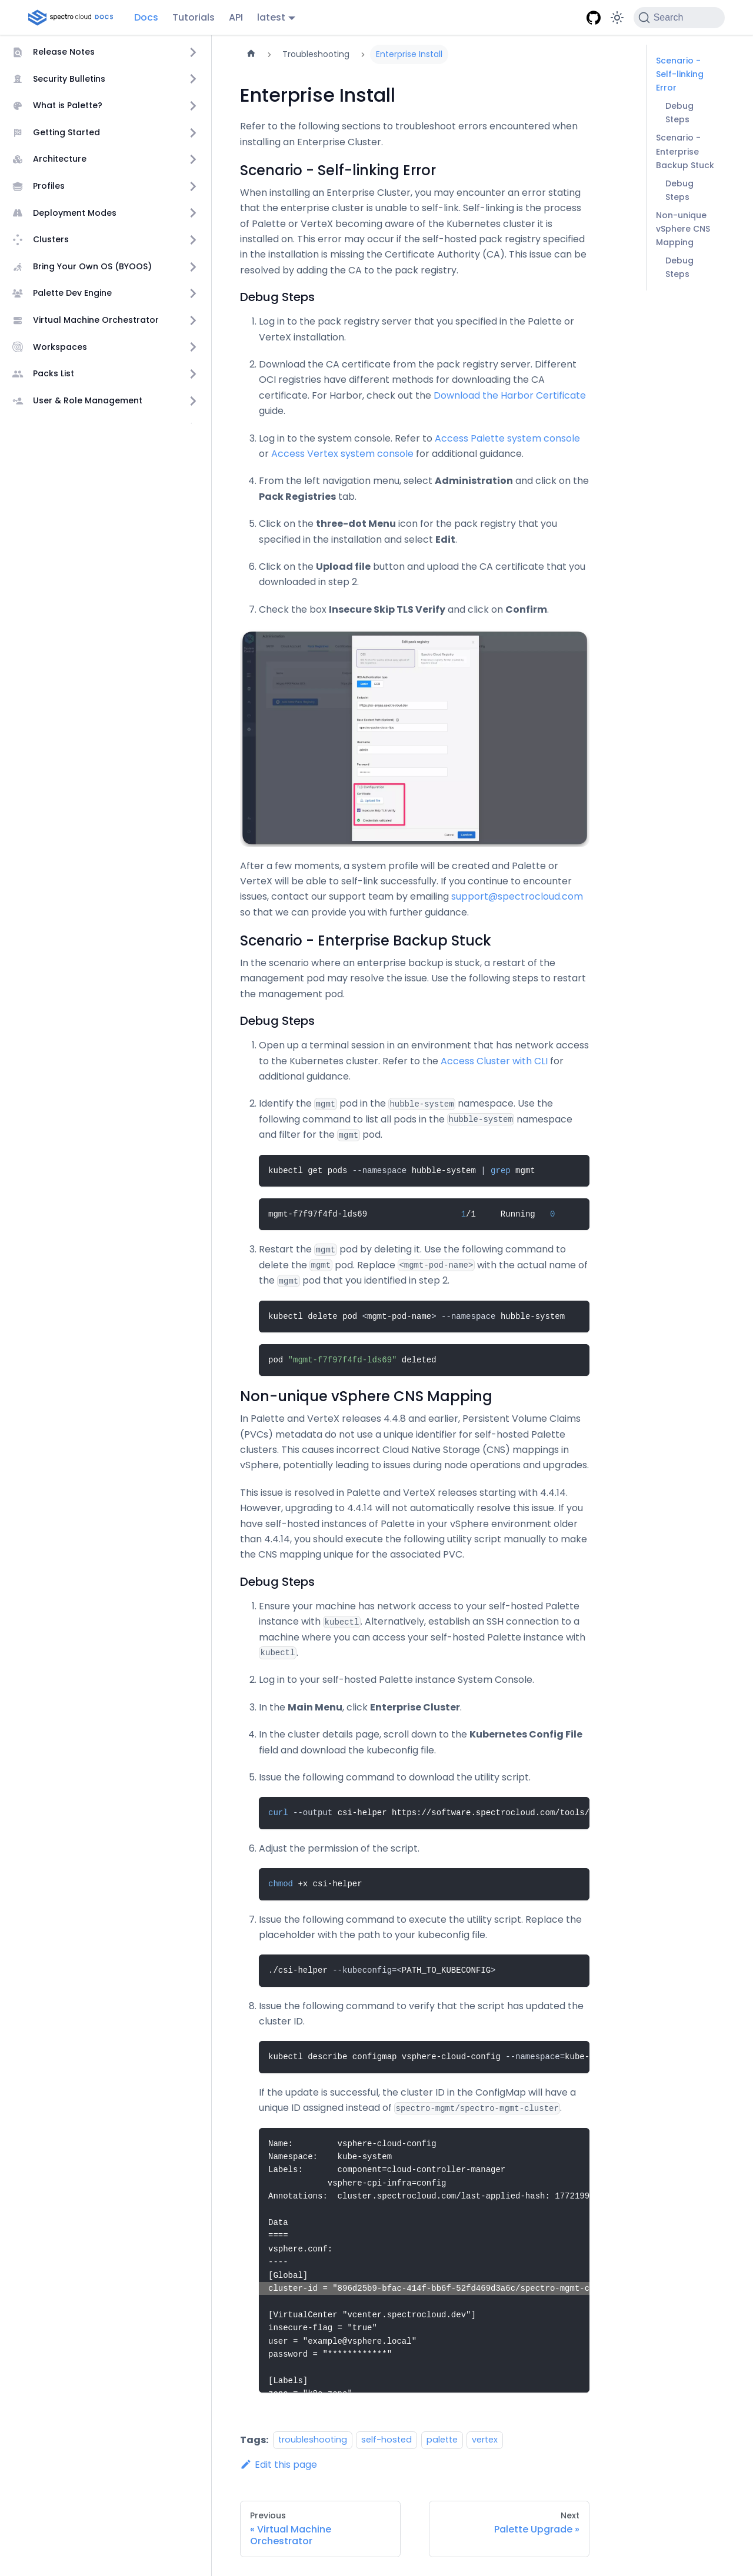 spectro cloud DOCS
Docs
Tutorials
API
latest
Search
Release Notes
Security Bulletins
What is Palette?
Getting Started
Architecture
Profiles
Deployment Modes
Clusters
Bring Your Own OS (BYOOS)
Palette Dev Engine
Virtual Machine Orchestrator
Workspaces
Packs List
User & Role Management
Troubleshooting
Enterprise Install
Enterprise Install
Refer to the following sections to troubleshoot errors encountered when
installing an Enterprise Cluster.
Scenario - Self-linking Error
When installing an Enterprise Cluster, you may encounter an error stating
that the enterprise cluster is unable to self-link. Self-linking is the process
of Palette or VerteX becoming aware of the Kubernetes cluster it is
installed on. This error may occur if the self-hosted pack registry specified
in the installation is missing the Certificate Authority (CA). This issue can be
resolved by adding the CA to the pack registry.
Debug Steps
1. Log in to the pack registry server that you specified in the Palette or
VerteX installation.
2. Download the CA certificate from the pack registry server. Different
OCI registries have different methods for downloading the CA
certificate. For Harbor, check out the Download the Harbor Certificate
guide.
3. Log in to the system console. Refer to Access Palette system console
or Access Vertex system console for additional guidance.
4. From the left navigation menu, select Administration and click on the
Pack Registries tab.
5. Click on the three-dot Menu icon for the pack registry that you
specified in the installation and select Edit.
6. Click on the Upload file button and upload the CA certificate that you
downloaded in step 2.
7. Check the box Insecure Skip TLS Verify and click on Confirm.
Edit pack registry
Endpoint
Username
Password
Upload file
Insecure Skip TLS Verify
Credential validated
Cancel
Confirm
After a few moments, a system profile will be created and Palette or
VerteX will be able to self-link successfully. If you continue to encounter
issues, contact our support team by emailing support@spectrocloud.com
so that we can provide you with further guidance.
Scenario - Enterprise Backup Stuck
In the scenario where an enterprise backup is stuck, a restart of the
management pod may resolve the issue. Use the following steps to restart
the management pod.
Debug Steps
1. Open up a terminal session in an environment that has network access
to the Kubernetes cluster. Refer to the Access Cluster with CLI for
additional guidance.
2. Identify the mgmt pod in the hubble-system namespace. Use the
following command to list all pods in the hubble-system namespace
and filter for the mgmt pod.
kubectl get pods --namespace hubble-system | grep mgmt
mgmt-f7f97f4fd-lds69 1/1 Running 0
3. Restart the mgmt pod by deleting it. Use the following command to
delete the mgmt pod. Replace <mgmt-pod-name> with the actual name of
the mgmt pod that you identified in step 2.
kubectl delete pod <mgmt-pod-name> --namespace hubble-system
pod "mgmt-f7f97f4fd-lds69" deleted
Non-unique vSphere CNS Mapping
In Palette and VerteX releases 4.4.8 and earlier, Persistent Volume Claims
(PVCs) metadata do not use a unique identifier for self-hosted Palette
clusters. This causes incorrect Cloud Native Storage (CNS) mappings in
vSphere, potentially leading to issues during node operations and upgrades.
This issue is resolved in Palette and VerteX releases starting with 4.4.14.
However, upgrading to 4.4.14 will not automatically resolve this issue. If you
have self-hosted instances of Palette in your vSphere environment older
than 4.4.14, you should execute the following utility script manually to make
the CNS mapping unique for the associated PVC.
Debug Steps
1. Ensure your machine has network access to your self-hosted Palette
instance with kubectl. Alternatively, establish an SSH connection to a
machine where you can access your self-hosted Palette instance with
kubectl.
2. Log in to your self-hosted Palette instance System Console.
3. In the Main Menu, click Enterprise Cluster.
4. In the cluster details page, scroll down to the Kubernetes Config File
field and download the kubeconfig file.
5. Issue the following command to download the utility script.
curl --output csi-helper https://software.spectrocloud.com/tools/
6. Adjust the permission of the script.
chmod +x csi-helper
7. Issue the following command to execute the utility script. Replace the
placeholder with the path to your kubeconfig file.
./csi-helper --kubeconfig=<PATH_TO_KUBECONFIG>
8. Issue the following command to verify that the script has updated the
cluster ID.
kubectl describe configmap vsphere-cloud-config --namespace=kube-
If the update is successful, the cluster ID in the ConfigMap will have a
unique ID assigned instead of spectro-mgmt/spectro-mgmt-cluster.
Name: vsphere-cloud-config
Namespace: kube-system
Labels: component=cloud-controller-manager
vsphere-cpi-infra=config
Annotations: cluster.spectrocloud.com/last-applied-hash: 1772199
Data
====
vsphere.conf:
----
[Global]
cluster-id = "896d25b9-bfac-414f-bb6f-52fd469d3a6c/spectro-mgmt-c
[VirtualCenter "vcenter.spectrocloud.dev"]
insecure-flag = "true"
user = "example@vsphere.local"
password = "************"
[Labels]
zone = "k8s-zone"
Tags: troubleshooting self-hosted palette vertex
Edit this page
Previous
« Virtual Machine
Orchestrator
Next
Palette Upgrade »
Scenario -
Self-linking
Error
Debug
Steps
Scenario -
Enterprise
Backup Stuck
Debug
Steps
Non-unique
vSphere CNS
Mapping
Debug
Steps